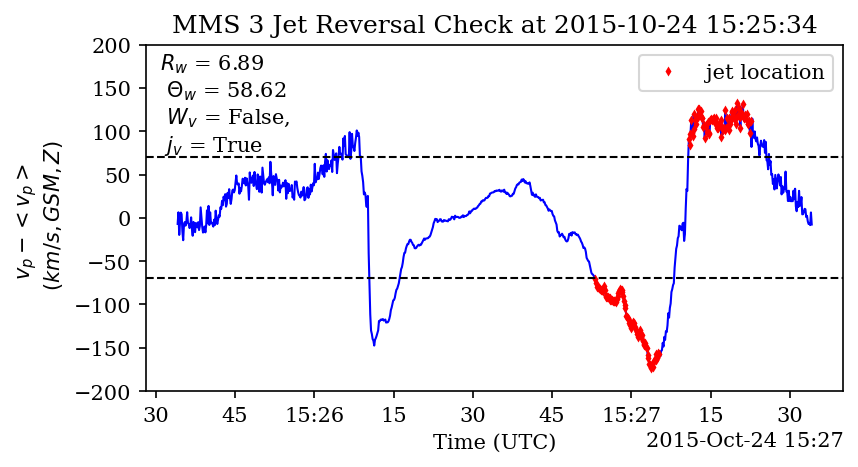 MMS 3 Jet Reversal Check at 2015-10-24 15:25:34
R_w = 6.89
Θ_w = 58.62
W_v = False,
j_v = True
jet location
v_p − <v_p>
(km/s, GSM, Z)
200
150
100
50
0
−50
−100
−150
−200
30 45 15:26 15 30 45 15:27 15 30
Time (UTC)
2015-Oct-24 15:27